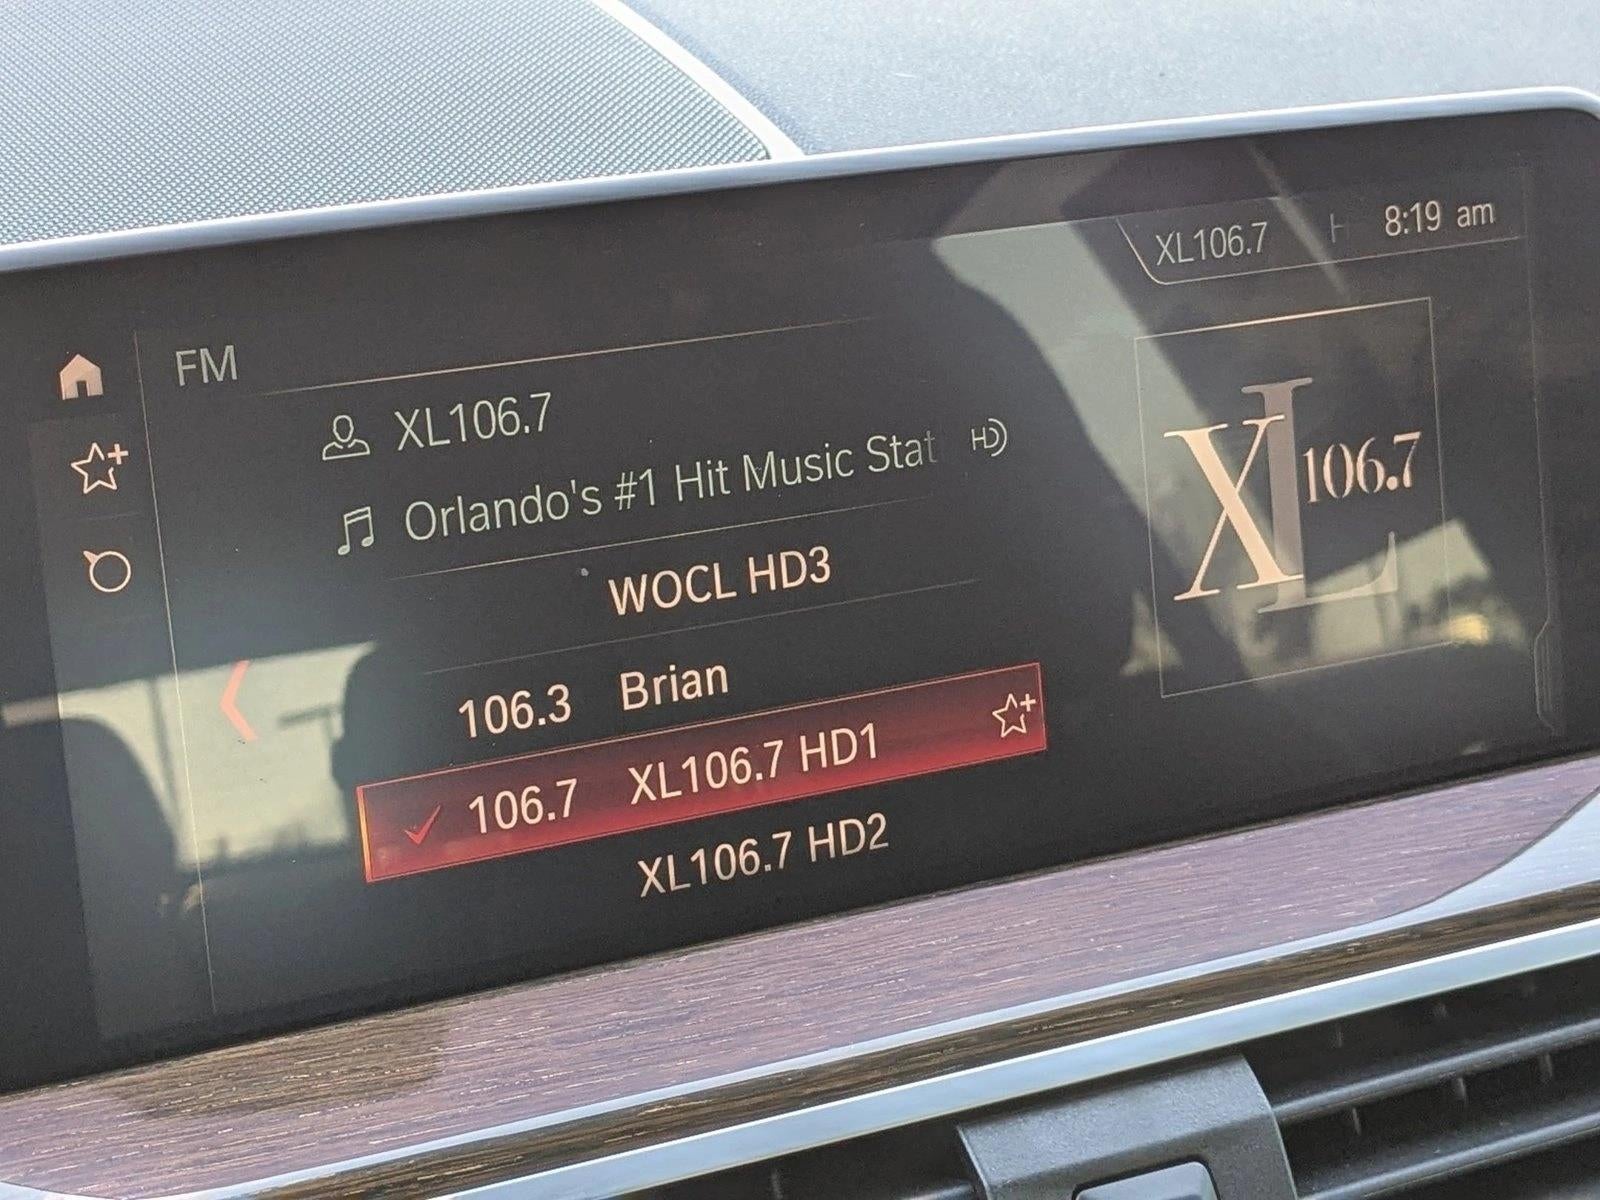 XL106.7 8:19 am
FM
XL106.7
Orlando's #1 Hit Music Stat HD
WOCL HD3
106.3 Brian
106.7 XL106.7 HD1
XL106.7 HD2
XL 106.7